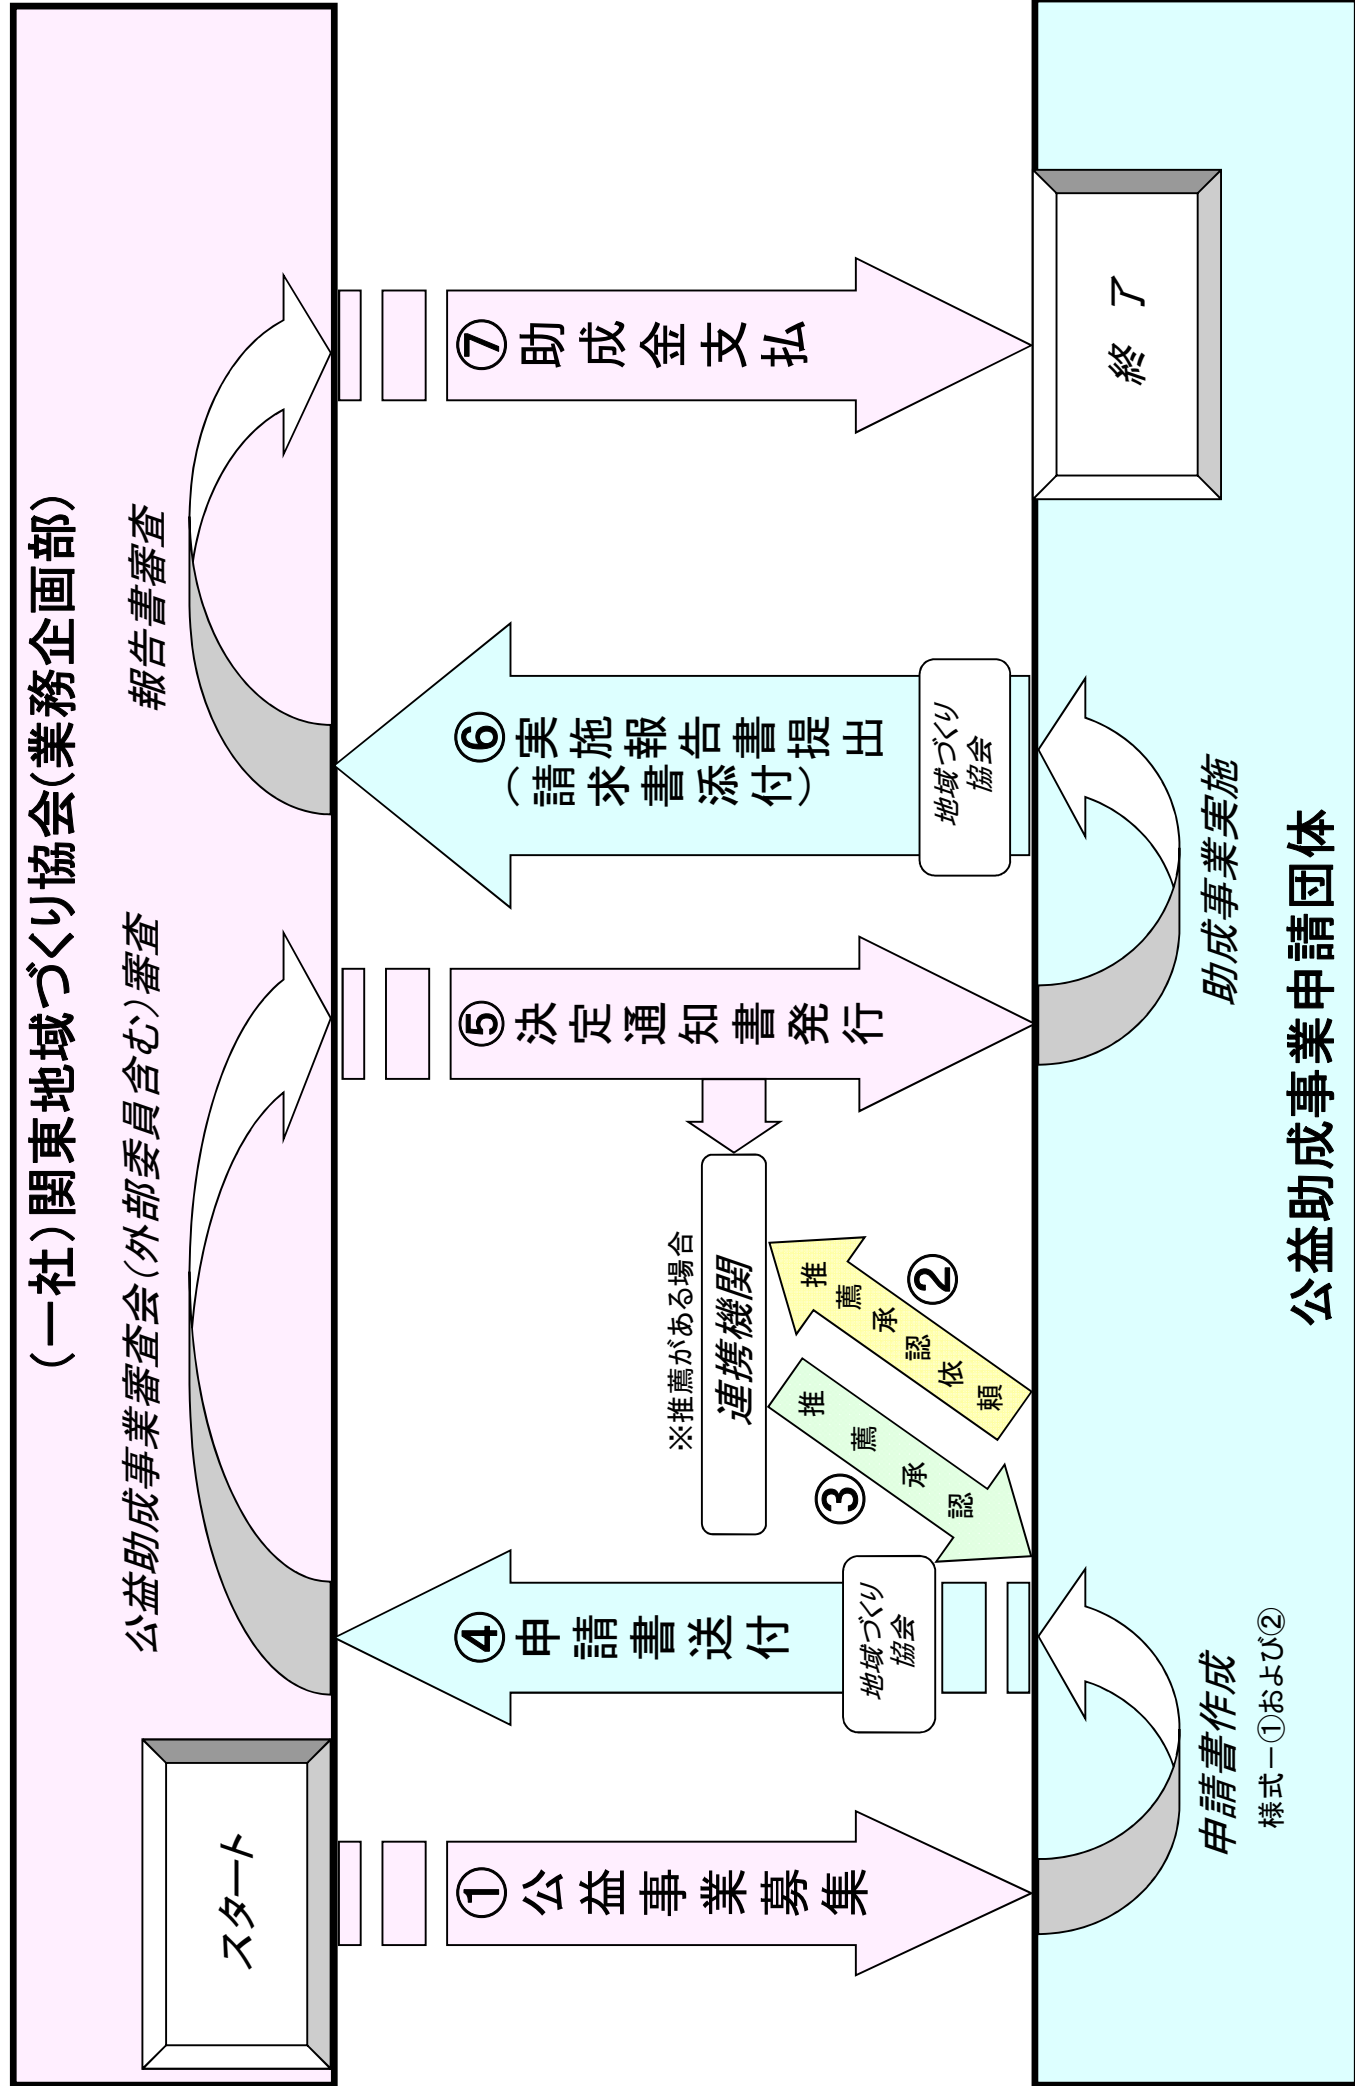 (一社)関東地域づくり協会(業務企画部)
スタート
公益助成事業審査会(外部委員含む)審査
報告書審査
①公益事業募集
④申請書送付
地域づくり
協会
※推薦がある場合
連携機関
②
推薦承認依頼
③
推薦承認
⑤決定通知書発行
⑥実施報告書提出
(請求書添付)
地域づくり
協会
⑦助成金支払
申請書作成
様式ー①および②
助成事業実施
終 了
公益助成事業申請団体